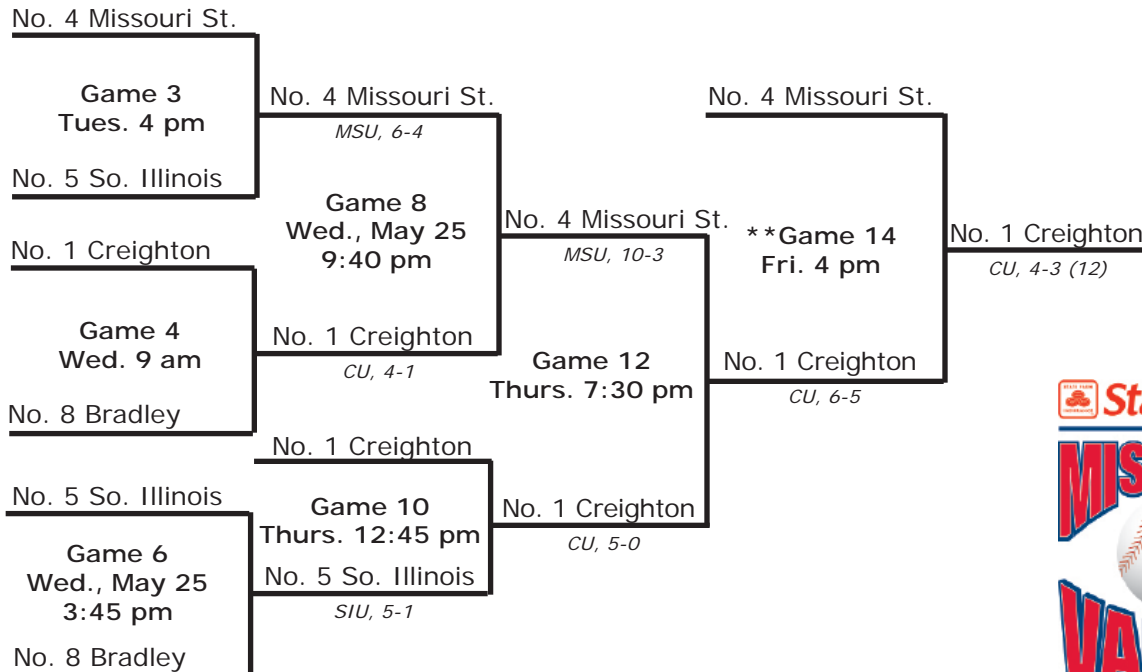 No. 4 Missouri St.
Game 3
Tues. 4 pm
No. 5 So. Illinois
No. 4 Missouri St.
MSU, 6-4
No. 1 Creighton
Game 4
Wed. 9 am
No. 8 Bradley
Game 8
Wed., May 25
9:40 pm
No. 1 Creighton
CU, 4-1
No. 5 So. Illinois
Game 6
Wed., May 25
3:45 pm
No. 8 Bradley
No. 1 Creighton
Game 10
Thurs. 12:45 pm
No. 5 So. Illinois
SIU, 5-1
No. 4 Missouri St.
MSU, 10-3
Game 12
Thurs. 7:30 pm
No. 1 Creighton
CU, 5-0
No. 4 Missouri St.
**Game 14
Fri. 4 pm
No. 1 Creighton
CU, 6-5
No. 1 Creighton
CU, 4-3 (12)